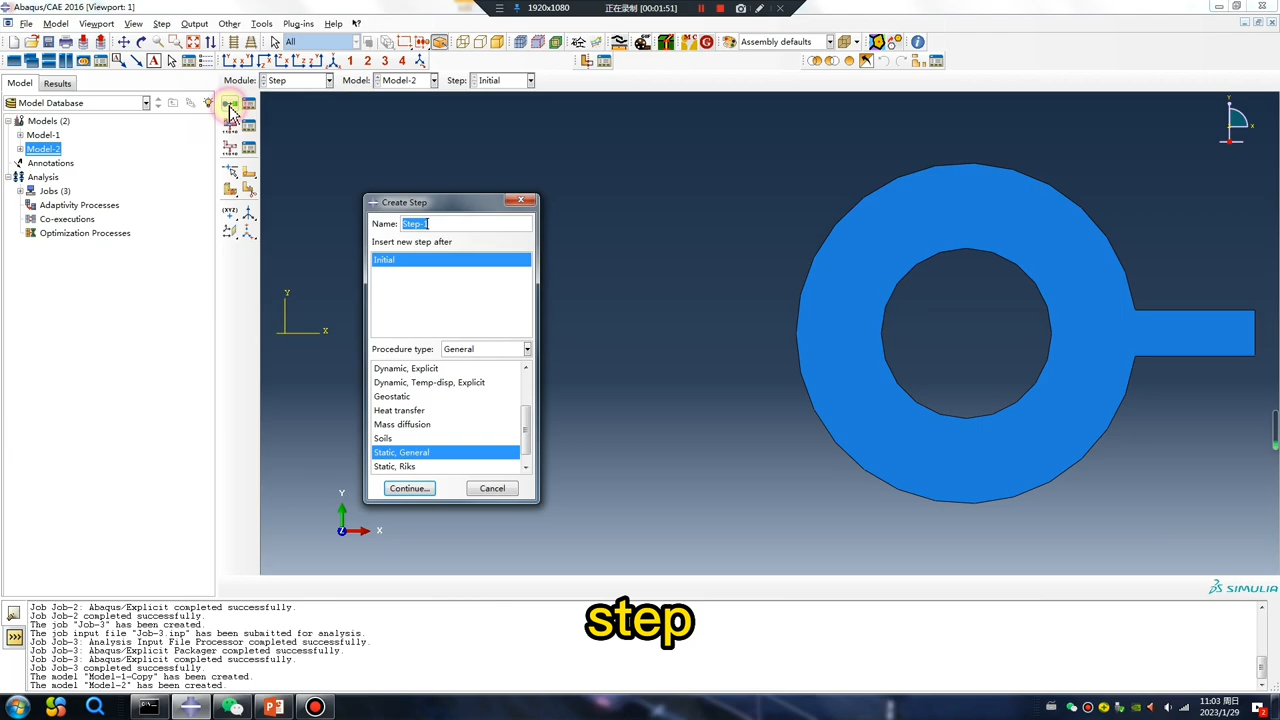 Abaqus/CAE 2016 [Viewport: 1]
1920x1080
正在录制 00:01:51
File Model Viewport View Step Output Other Tools Plug-ins Help
All
Assembly defaults
1 2 3 4
Model Results
Module: Step Model: Model-2 Step: Initial
Model Database
Models (2)
Model-1
Model-2
Annotations
Analysis
Jobs (3)
Adaptivity Processes
Co-executions
Optimization Processes
Create Step
Name: Step-1
Insert new step after
Initial
Procedure type: General
Dynamic, Explicit
Dynamic, Temp-disp, Explicit
Geostatic
Heat transfer
Mass diffusion
Soils
Static, General
Static, Riks
Continue... Cancel
Y
X
Y
X
Z
SIMULIA
Job Job-2: Abaqus/Explicit completed successfully.
Job Job-2 completed successfully.
The job "Job-3" has been created.
The job input file "Job-3.inp" has been submitted for analysis.
Job Job-3: Analysis Input File Processor completed successfully.
Job Job-3: Abaqus/Explicit Packager completed successfully.
Job Job-3: Abaqus/Explicit completed successfully.
Job Job-3 completed successfully.
The model "Model-1-Copy" has been created.
The model "Model-2" has been created.
step
11:03 周日
2023/1/29